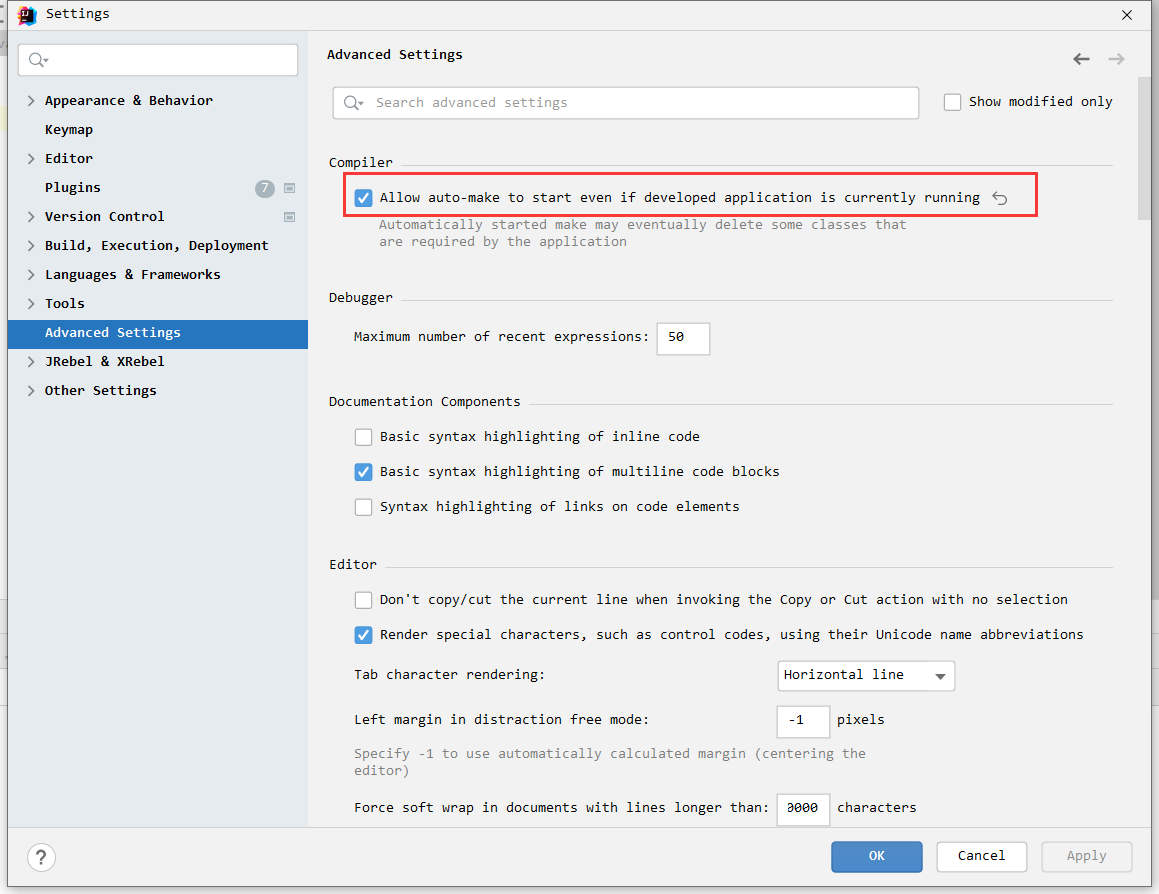 Settings
Appearance & Behavior
Keymap
Editor
Plugins 7
Version Control
Build, Execution, Deployment
Languages & Frameworks
Tools
Advanced Settings
JRebel & XRebel
Other Settings
Advanced Settings
Search advanced settings
Show modified only
Compiler
Allow auto-make to start even if developed application is currently running
Automatically started make may eventually delete some classes that
are required by the application
Debugger
Maximum number of recent expressions: 50
Documentation Components
Basic syntax highlighting of inline code
Basic syntax highlighting of multiline code blocks
Syntax highlighting of links on code elements
Editor
Don't copy/cut the current line when invoking the Copy or Cut action with no selection
Render special characters, such as control codes, using their Unicode name abbreviations
Tab character rendering: Horizontal line
Left margin in distraction free mode: -1 pixels
Specify -1 to use automatically calculated margin (centering the
editor)
Force soft wrap in documents with lines longer than: 0000 characters
?
OK Cancel Apply